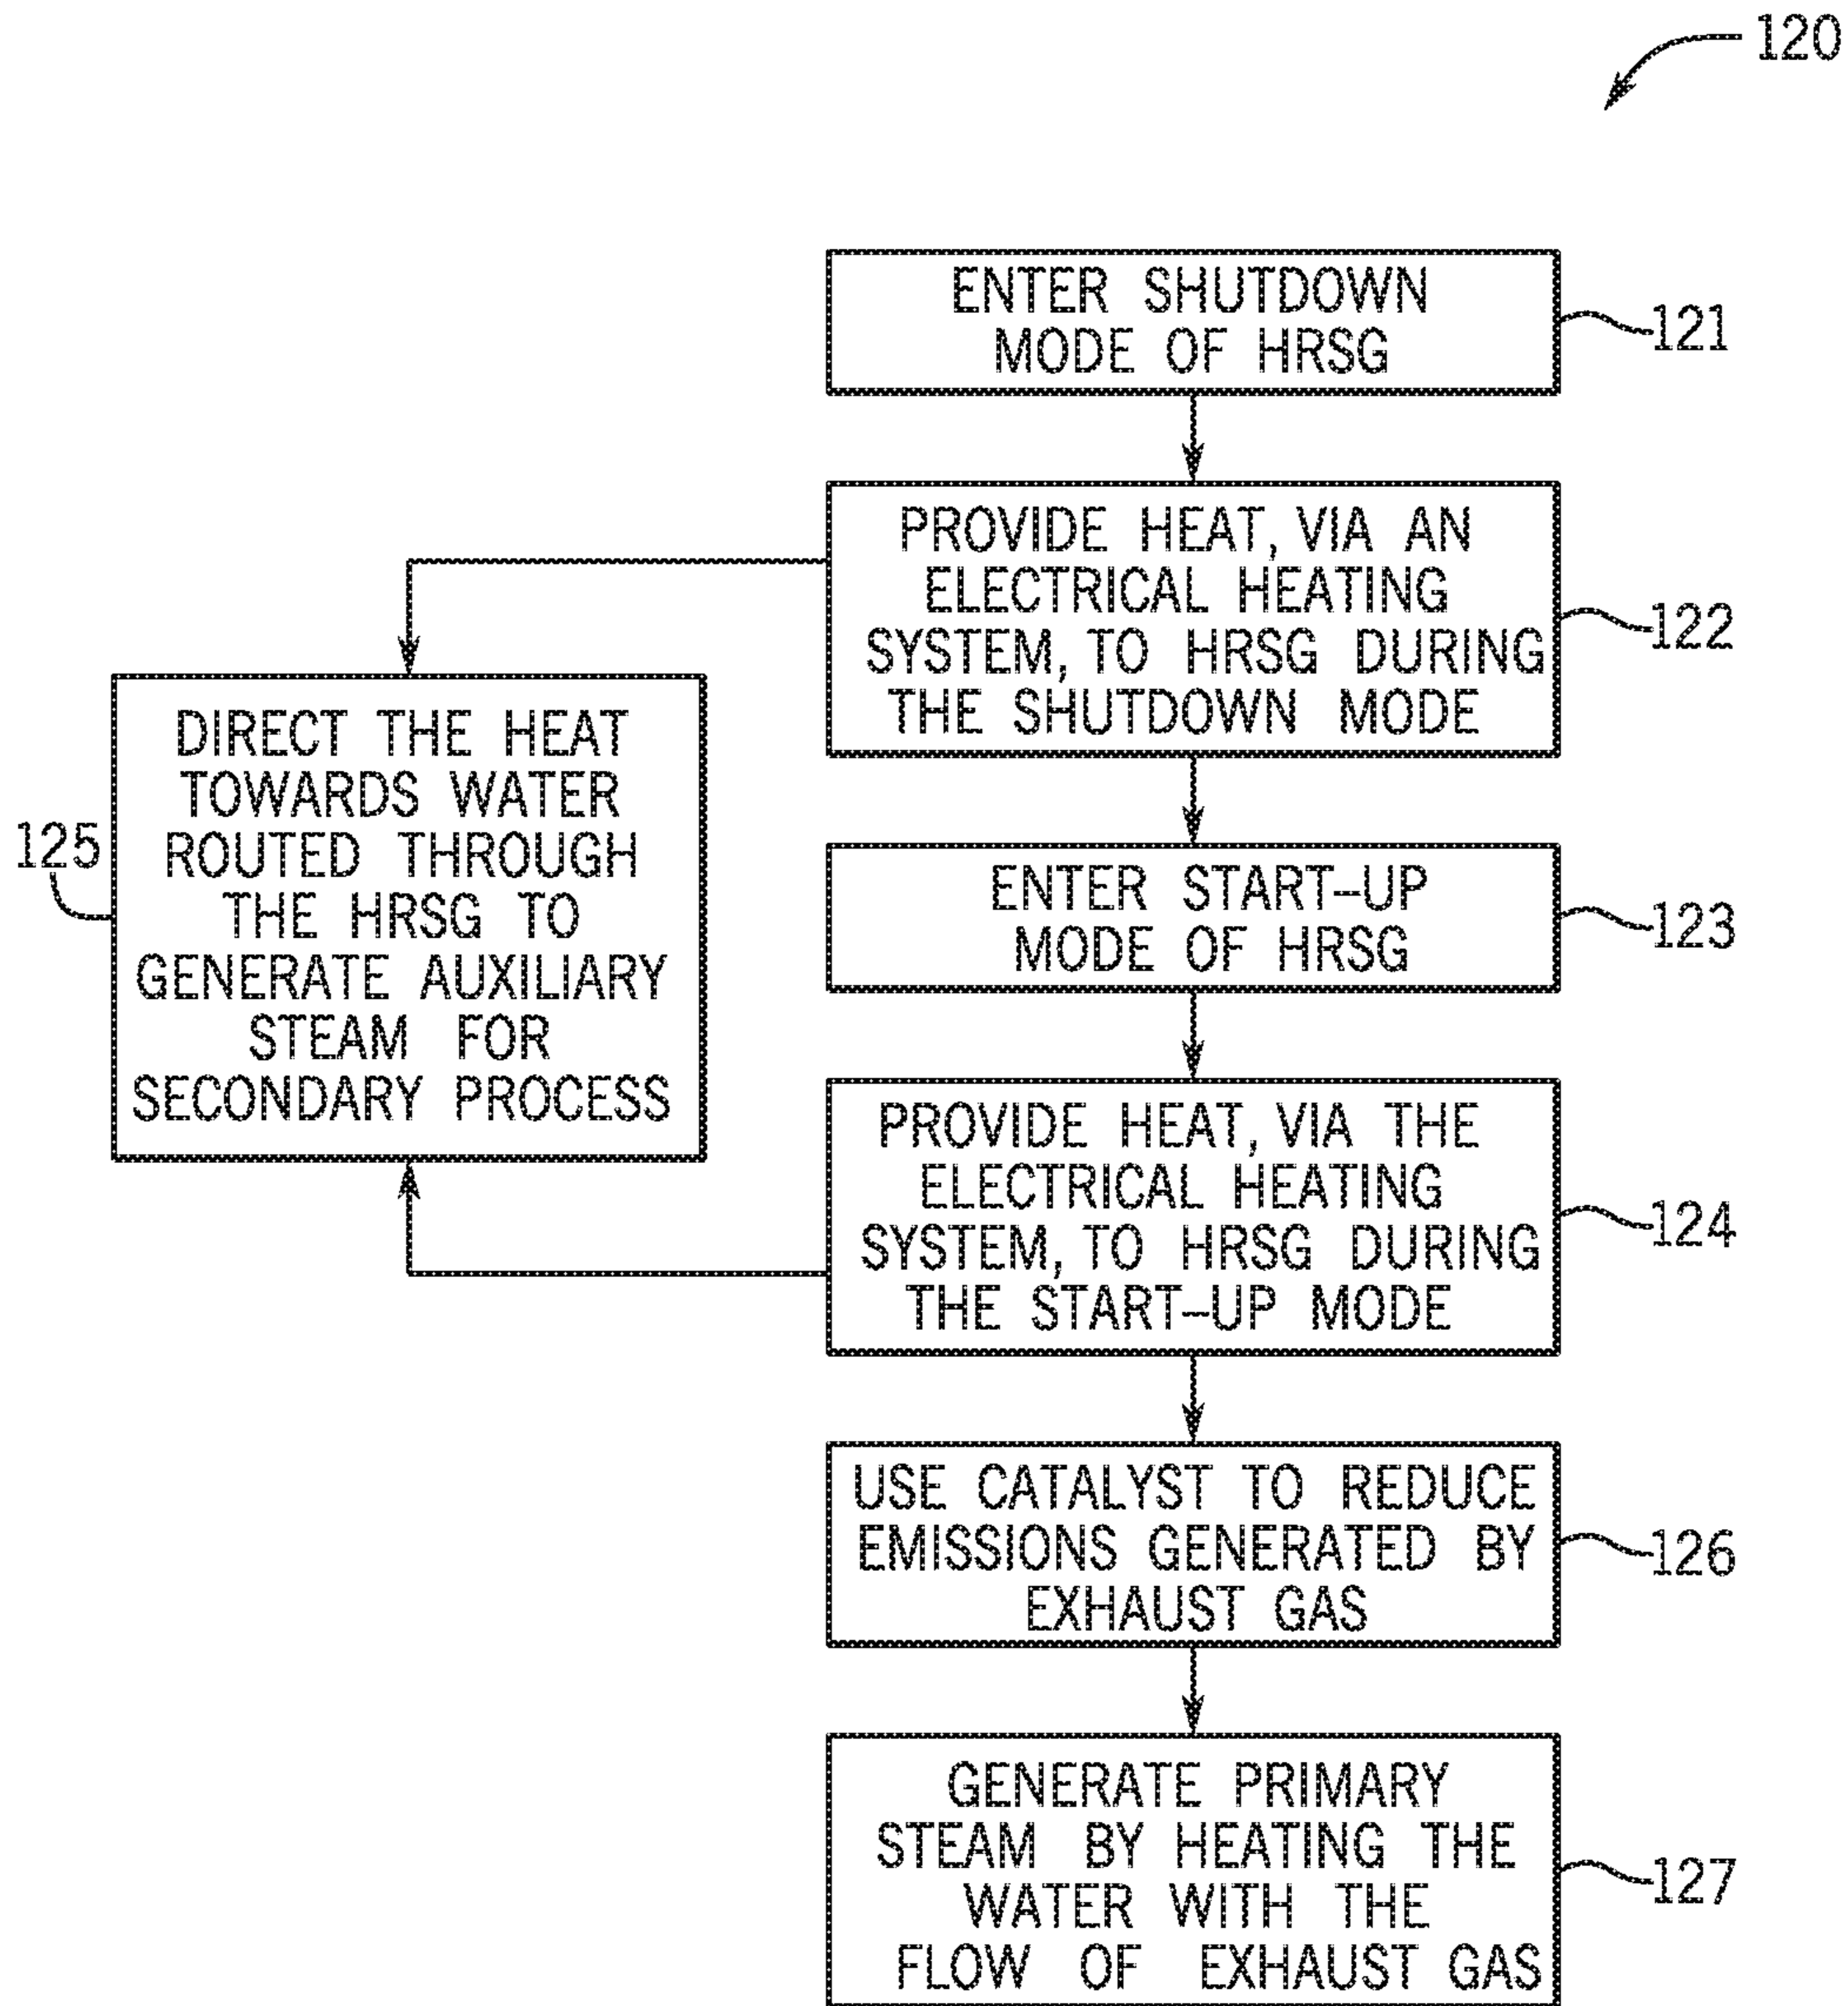 120
ENTER SHUTDOWN
MODE OF HRSG
121
PROVIDE HEAT, VIA AN
ELECTRICAL HEATING
SYSTEM, TO HRSG DURING
THE SHUTDOWN MODE
122
DIRECT THE HEAT
TOWARDS WATER
ROUTED THROUGH
THE HRSG TO
GENERATE AUXILIARY
STEAM FOR
SECONDARY PROCESS
125
ENTER START-UP
MODE OF HRSG
123
PROVIDE HEAT, VIA THE
ELECTRICAL HEATING
SYSTEM, TO HRSG DURING
THE START-UP MODE
124
USE CATALYST TO REDUCE
EMISSIONS GENERATED BY
EXHAUST GAS
126
GENERATE PRIMARY
STEAM BY HEATING THE
WATER WITH THE
FLOW OF EXHAUST GAS
127